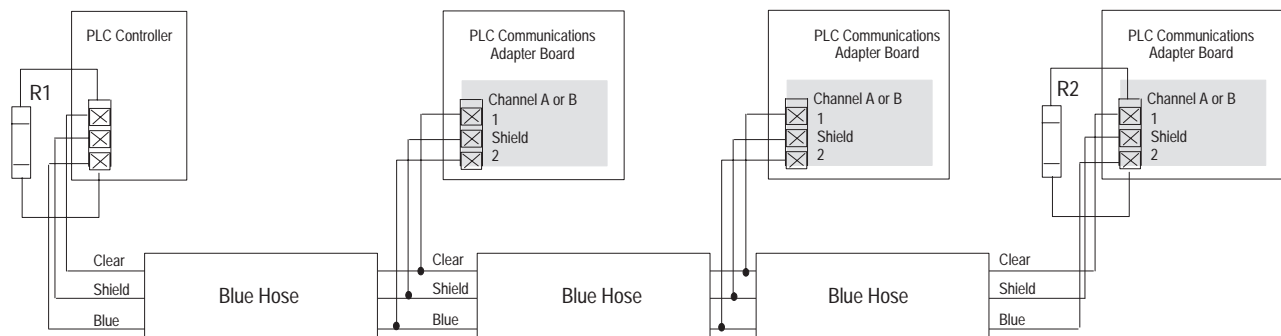 PLC Controller
R1
PLC Communications
Adapter Board
Channel A or B
1
Shield
2
PLC Communications
Adapter Board
Channel A or B
1
Shield
2
PLC Communications
Adapter Board
R2
Channel A or B
1
Shield
2
Clear
Shield
Blue
Blue Hose
Clear
Shield
Blue
Blue Hose
Blue Hose
Clear
Shield
Blue